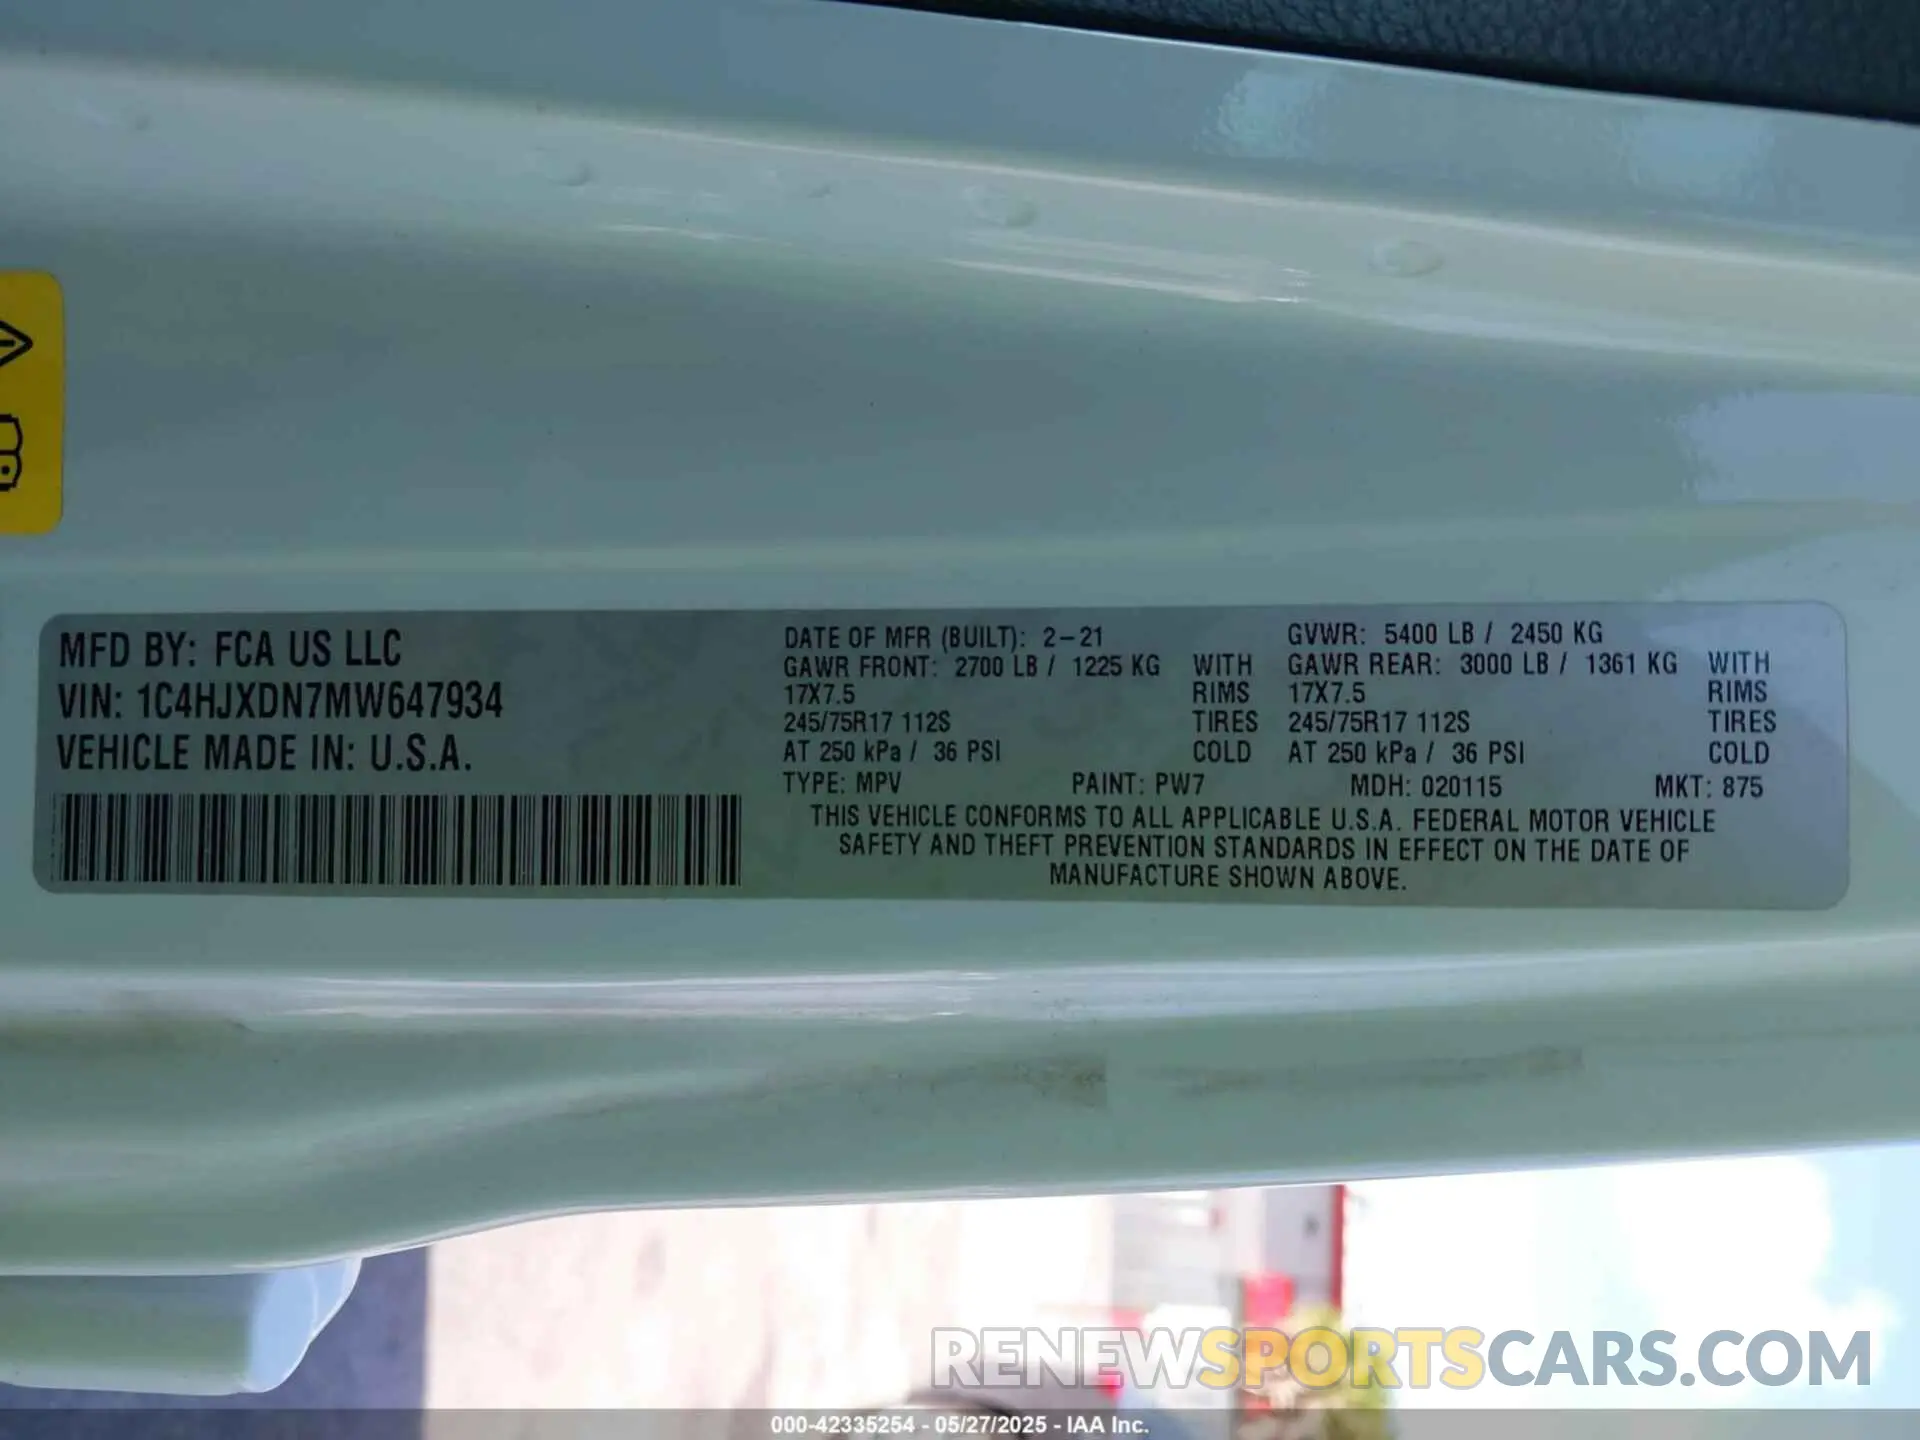 MFD BY: FCA US LLC
VIN: 1C4HJXDN7MW647934
VEHICLE MADE IN: U.S.A.
DATE OF MFR (BUILT): 2-21
GAWR FRONT: 2700 LB / 1225 KG WITH
17X7.5 RIMS
245/75R17 112S TIRES
AT 250 kPa / 36 PSI COLD
GVWR: 5400 LB / 2450 KG
GAWR REAR: 3000 LB / 1361 KG WITH
17X7.5 RIMS
245/75R17 112S TIRES
AT 250 kPa / 36 PSI COLD
TYPE: MPV PAINT: PW7 MDH: 020115 MKT: 875
THIS VEHICLE CONFORMS TO ALL APPLICABLE U.S.A. FEDERAL MOTOR VEHICLE
SAFETY AND THEFT PREVENTION STANDARDS IN EFFECT ON THE DATE OF
MANUFACTURE SHOWN ABOVE.
RENEWSPORTSCARS.COM
000-42335254 - 05/27/2025 - IAA Inc.